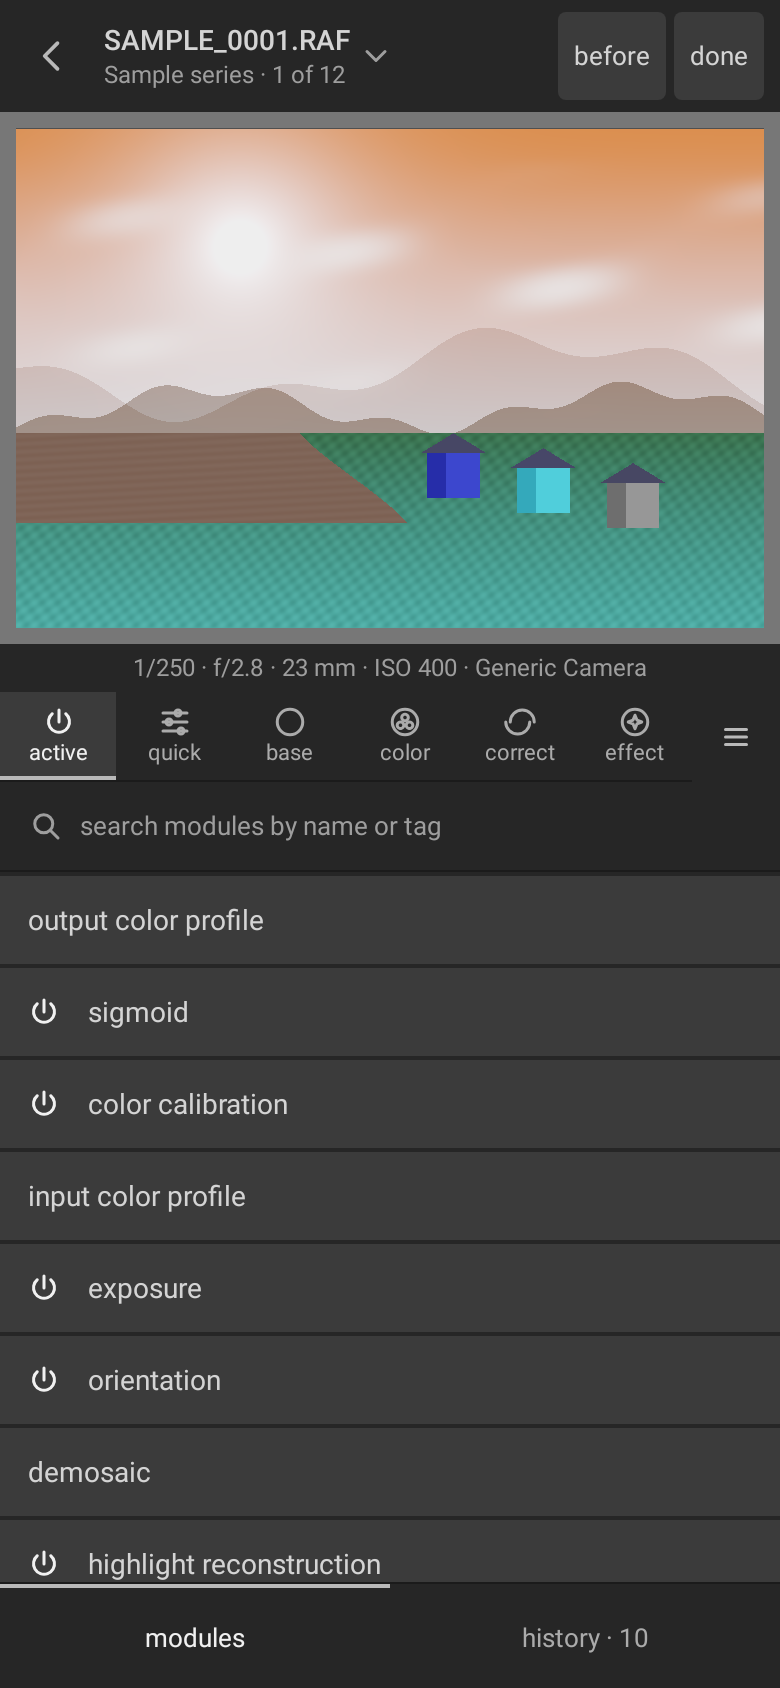 SAMPLE_0001.RAF
Sample series · 1 of 12
before
done
1/250 · f/2.8 · 23 mm · ISO 400 · Generic Camera
active
quick
base
color
correct
effect
search modules by name or tag
output color profile
sigmoid
color calibration
input color profile
exposure
orientation
demosaic
highlight reconstruction
modules
history · 10